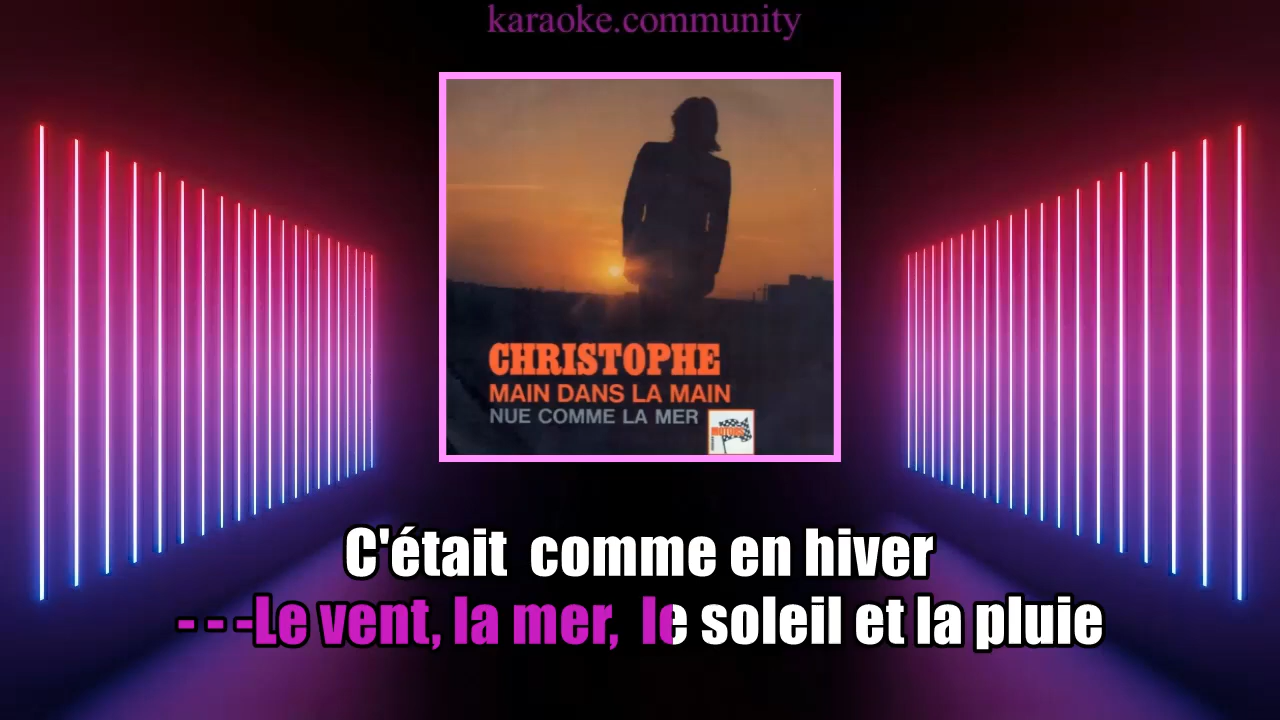 karaoke.community
CHRISTOPHE
MAIN DANS LA MAIN
NUE COMME LA MER
MOTORS
C'était comme en hiver
- - -Le vent, la mer, le soleil et la pluie